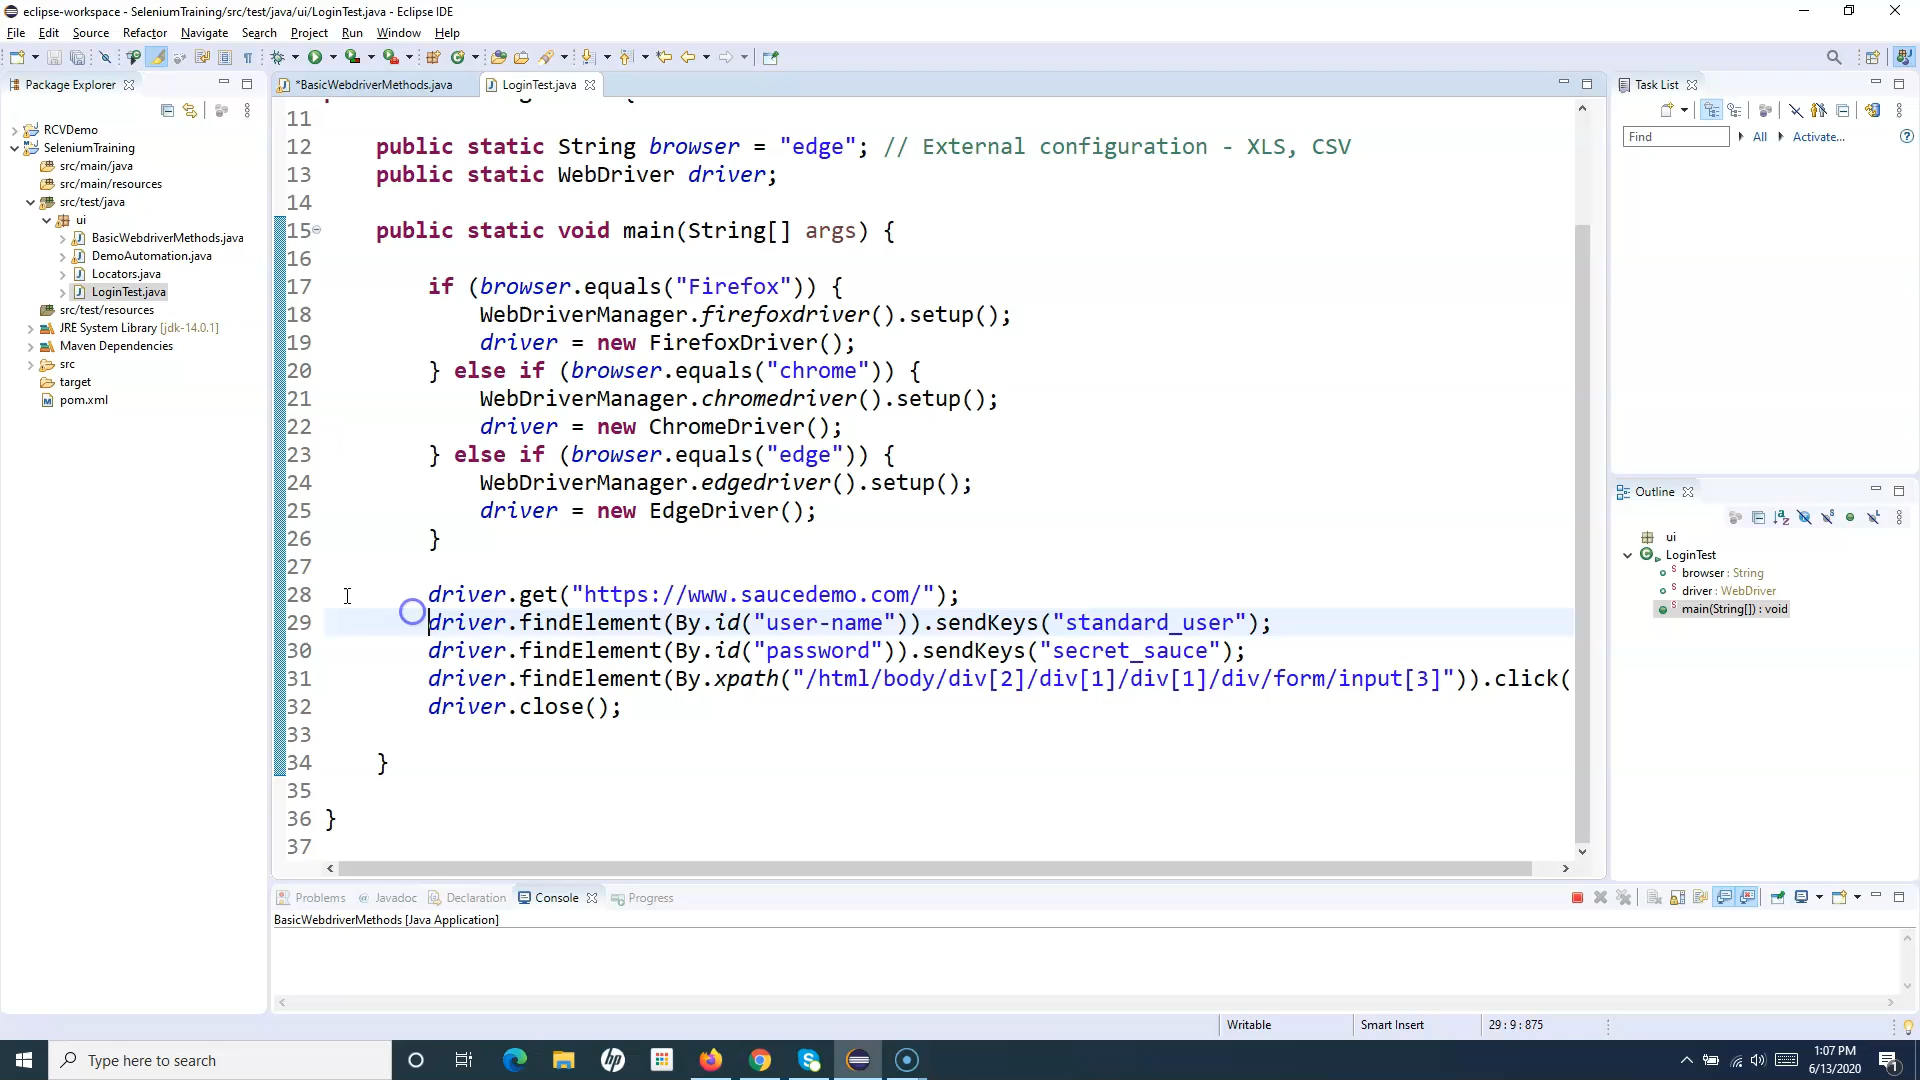 eclipse-workspace - SeleniumTraining/src/test/java/ui/LoginTest.java - Eclipse IDE
File Edit Source Refactor Navigate Search Project Run Window Help
Package Explorer
*BasicWebdriverMethods.java
LoginTest.java
Task List
RCVDemo
SeleniumTraining
src/main/java
src/main/resources
src/test/java
ui
BasicWebdriverMethods.java
DemoAutomation.java
Locators.java
LoginTest.java
src/test/resources
JRE System Library [jdk-14.0.1]
Maven Dependencies
src
target
pom.xml
11
12 public static String browser = "edge"; // External configuration - XLS, CSV
13 public static WebDriver driver;
14
15 public static void main(String[] args) {
16
17 if (browser.equals("Firefox")) {
18 WebDriverManager.firefoxdriver().setup();
19 driver = new FirefoxDriver();
20 } else if (browser.equals("chrome")) {
21 WebDriverManager.chromedriver().setup();
22 driver = new ChromeDriver();
23 } else if (browser.equals("edge")) {
24 WebDriverManager.edgedriver().setup();
25 driver = new EdgeDriver();
26 }
27
28 driver.get("https://www.saucedemo.com/");
29 driver.findElement(By.id("user-name")).sendKeys("standard_user");
30 driver.findElement(By.id("password")).sendKeys("secret_sauce");
31 driver.findElement(By.xpath("/html/body/div[2]/div[1]/div[1]/div/form/input[3]")).click(
32 driver.close();
33
34 }
35
36 }
37
Find All Activate...
Outline
ui
LoginTest
browser : String
driver : WebDriver
main(String[]) : void
Problems Javadoc Declaration Console Progress
BasicWebdriverMethods [Java Application]
Writable Smart Insert 29 : 9 : 875
Type here to search
1:07 PM
6/13/2020